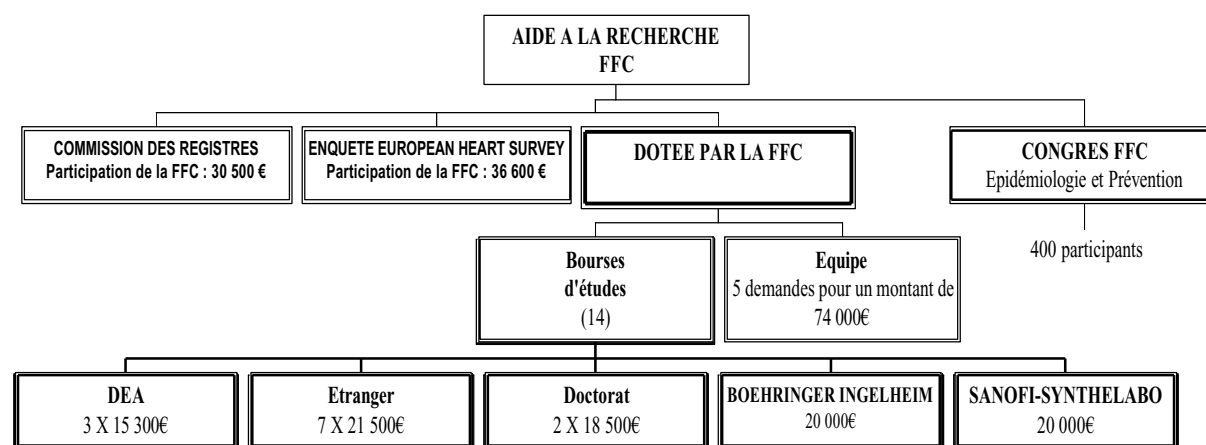 AIDE A LA RECHERCHE
FFC
COMMISSION DES REGISTRES
Participation de la FFC : 30 500 €
ENQUETE EUROPEAN HEART SURVEY
Participation de la FFC : 36 600 €
DOTEE PAR LA FFC
CONGRES FFC
Epidémiologie et Prévention
400 participants
Bourses
d'études
(14)
Equipe
5 demandes pour un montant de
74 000€
DEA
3 X 15 300€
Etranger
7 X 21 500€
Doctorat
2 X 18 500€
BOEHRINGER INGELHEIM
20 000€
SANOFI-SYNTHELABO
20 000€